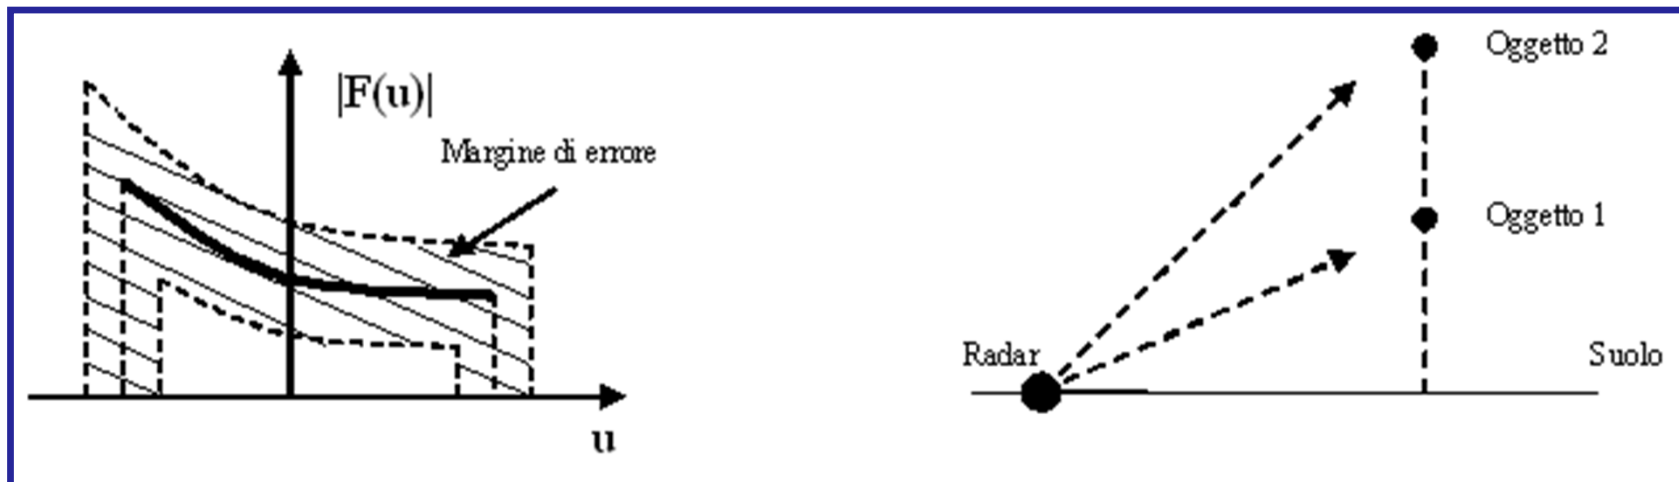 |F(u)|
Margine di errore
u
Oggetto 2
Oggetto 1
Radar
Suolo